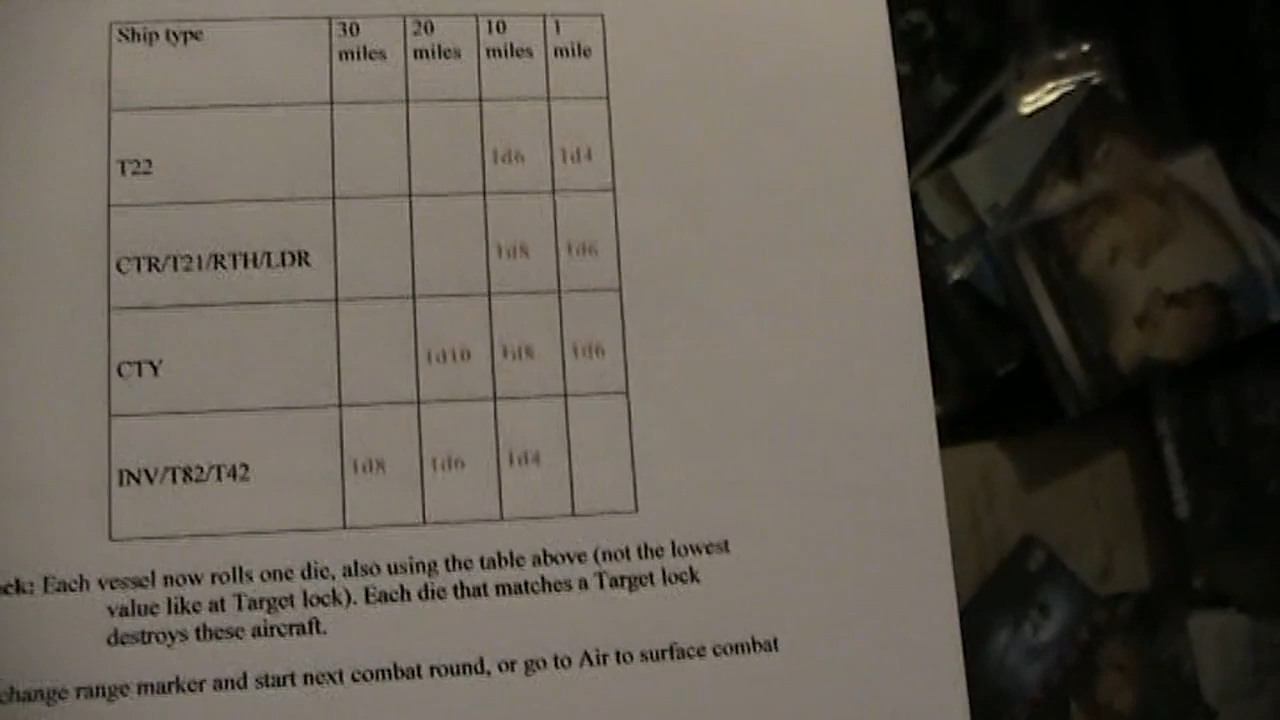 Ship type 30 miles 20 miles 10 miles 1 mile
T22 1d6 1d4
CTR/T21/RTH/LDR 1d8 1d6
CTY 1d10 1d8 1d6
INV/T82/T42 1d8 1d6 1d4
Each vessel now rolls one die, also using the table above (not the lowest
value like at Target lock). Each die that matches a Target lock
destroys these aircraft.
change range marker and start next combat round, or go to Air to surface combat